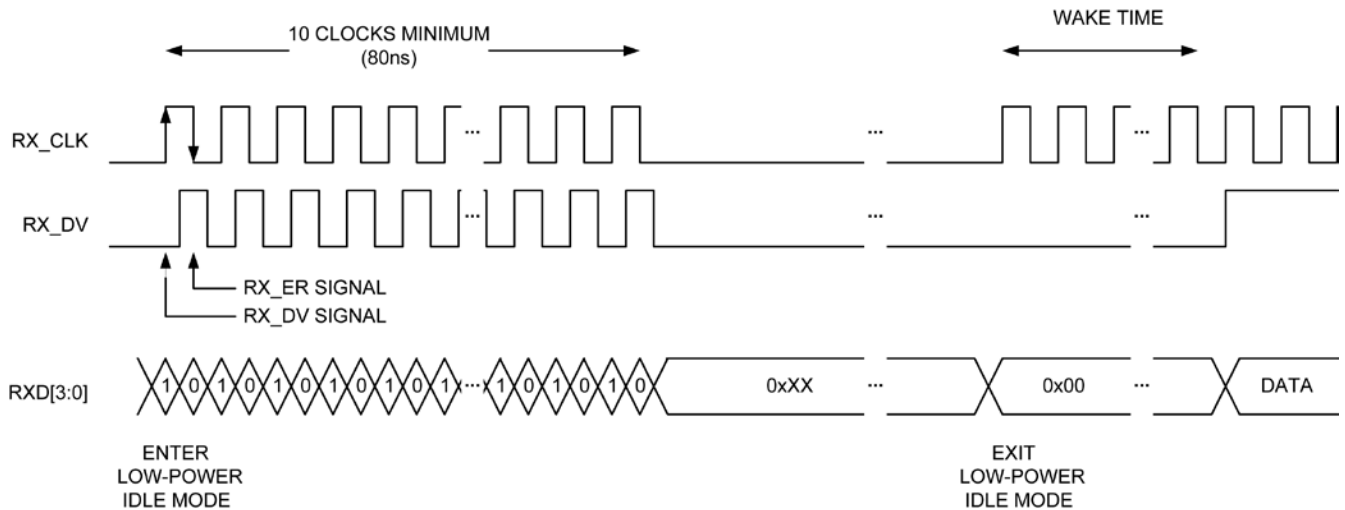 10 CLOCKS MINIMUM
(80ns)
WAKE TIME
RX_CLK
...
...
...
RX_DV
...
...
...
RX_ER SIGNAL
RX_DV SIGNAL
RXD[3:0]
1 0 1 0 1 0 1 0 1 0 1 ... 1 0 1 0 1 0
0xXX
...
0x00
...
DATA
ENTER
LOW-POWER
IDLE MODE
EXIT
LOW-POWER
IDLE MODE